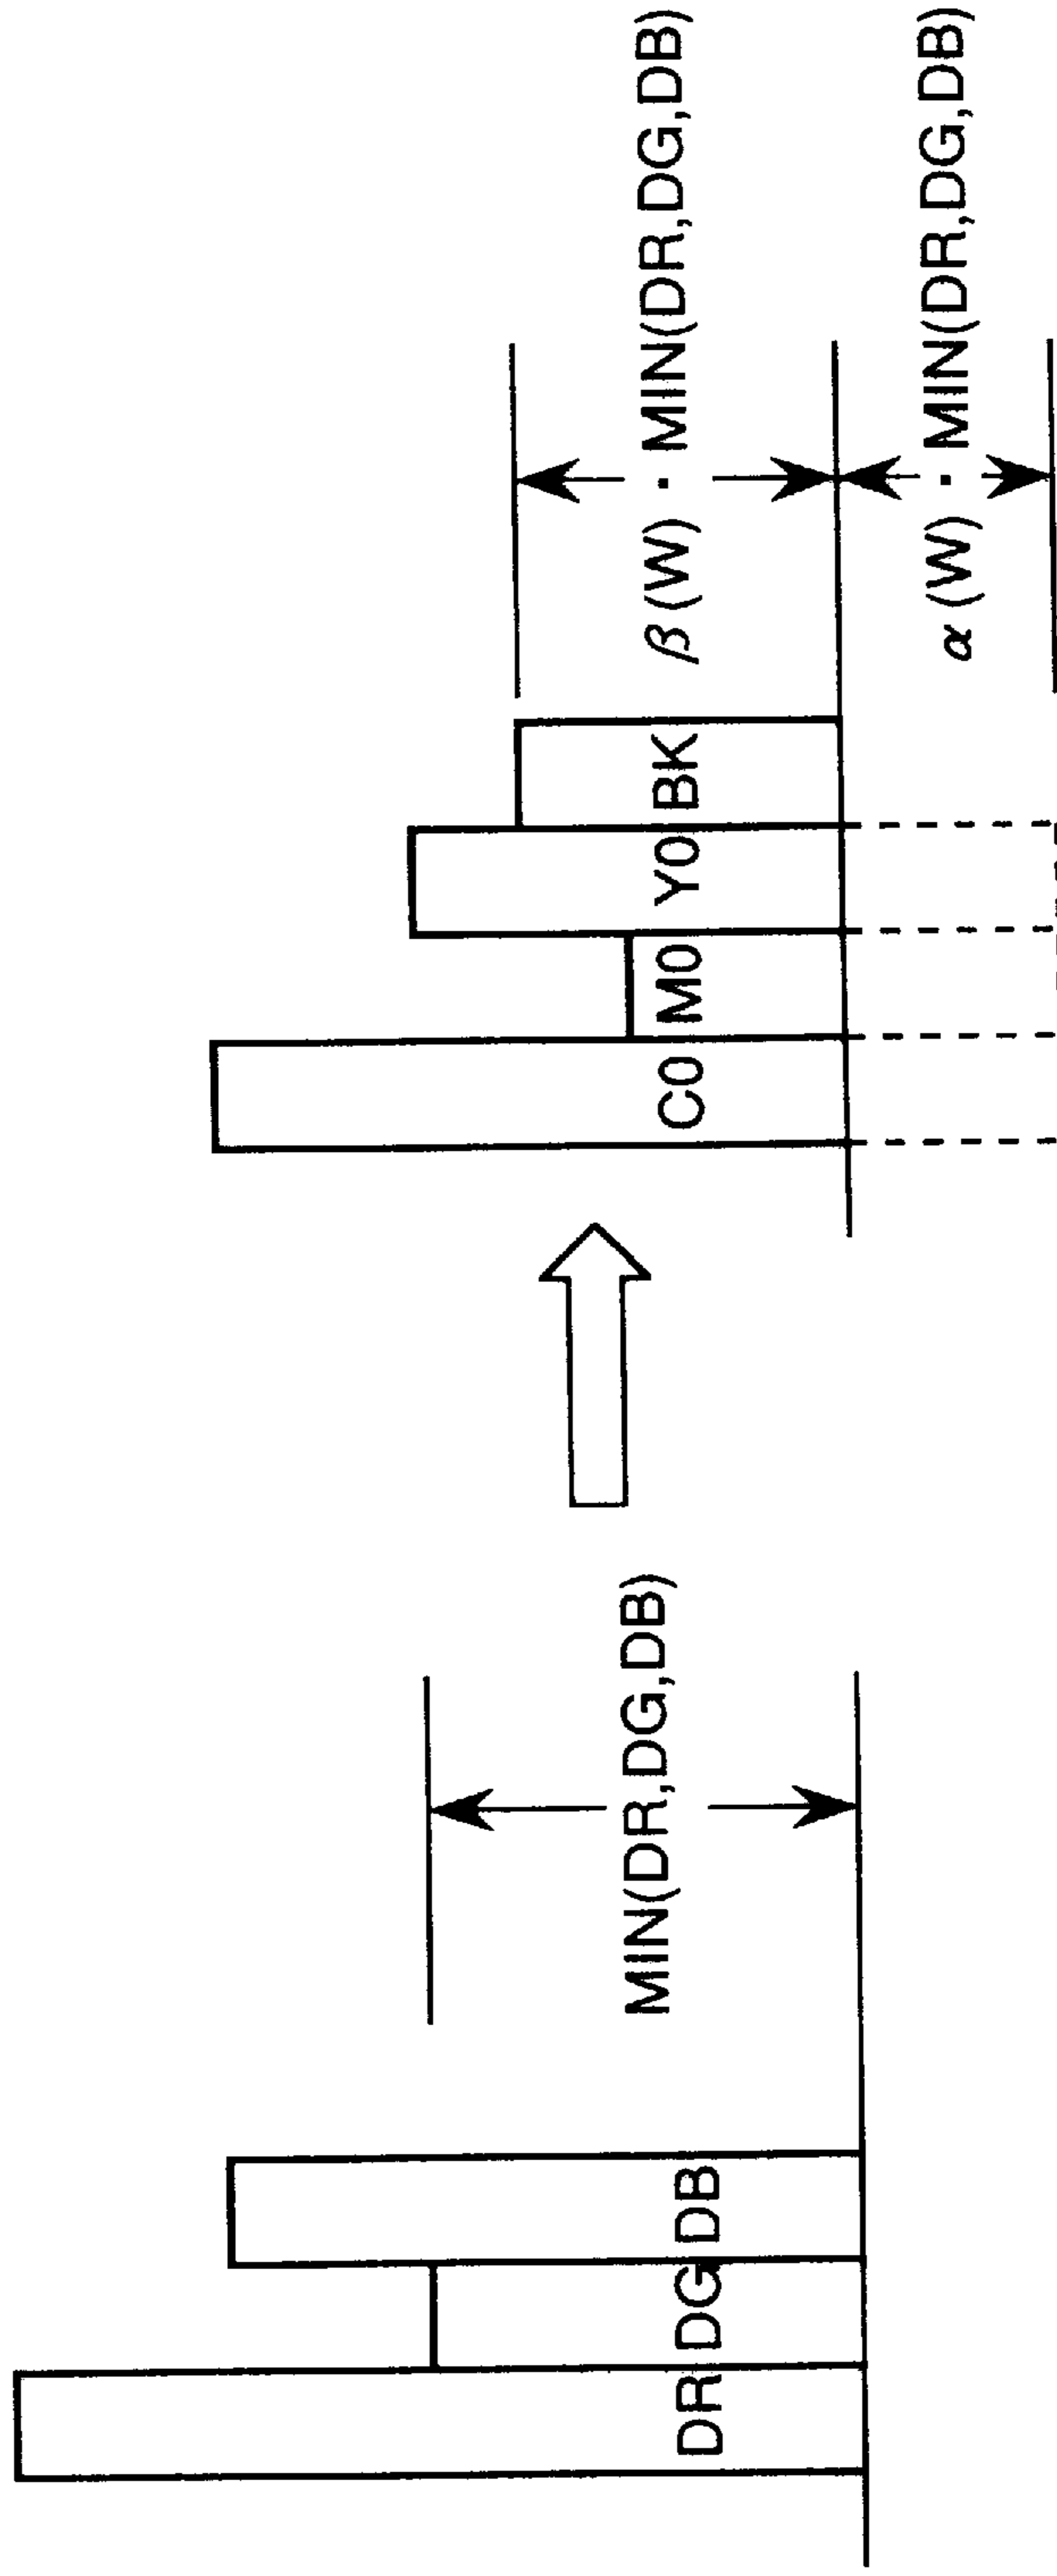 DR DG DB
MIN(DR,DG,DB)
C0 M0 Y0 BK
β(W) · MIN(DR,DG,DB)
α(W) · MIN(DR,DG,DB)